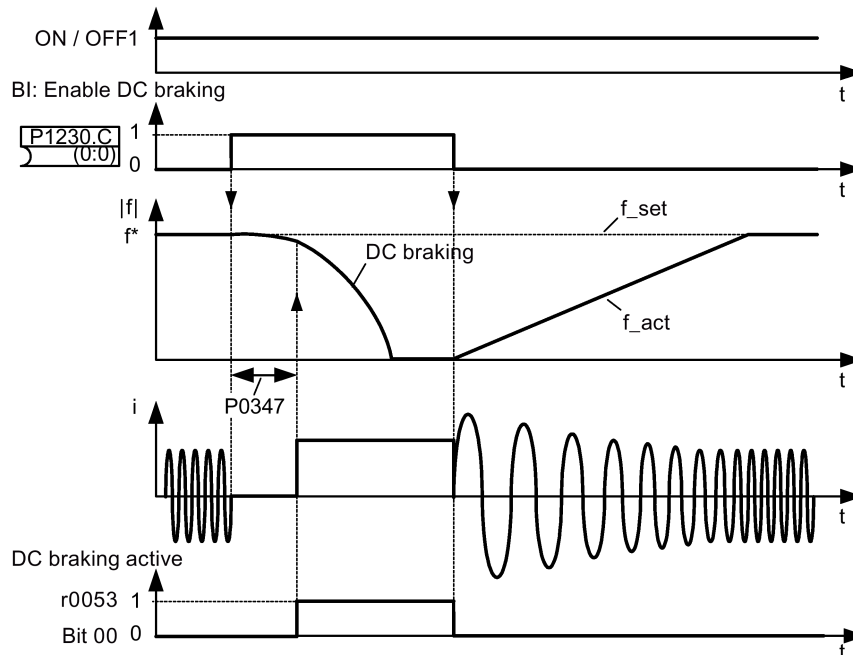 ON / OFF1
t
BI: Enable DC braking
P1230.C
(0:0)
1
0
t
|f|
f*
f_set
DC braking
f_act
t
P0347
i
t
DC braking active
r0053 1
Bit 00 0
t